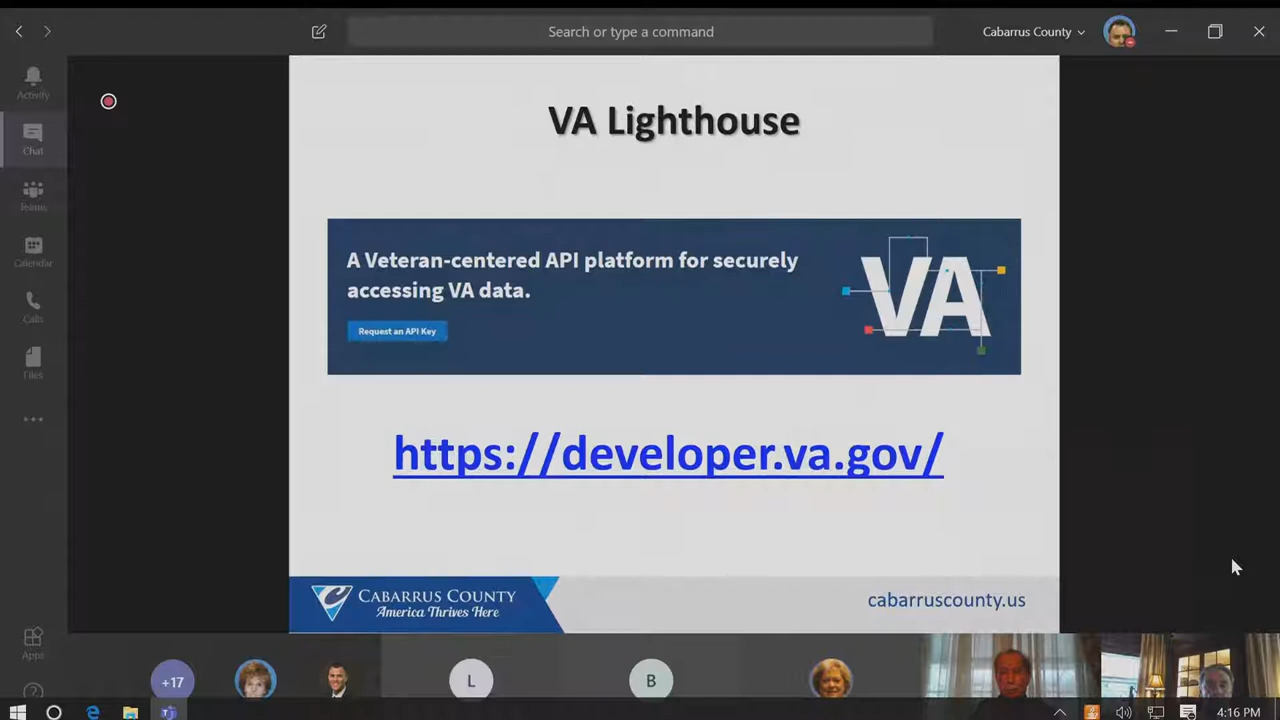 Search or type a command
Cabarrus County
Activity
Chat
Teams
Calendar
Calls
Files
Apps
VA Lighthouse
A Veteran-centered API platform for securely
accessing VA data.
Request an API Key
VA
https://developer.va.gov/
CABARRUS COUNTY
America Thrives Here
cabarruscounty.us
+17
L
B
4:16 PM